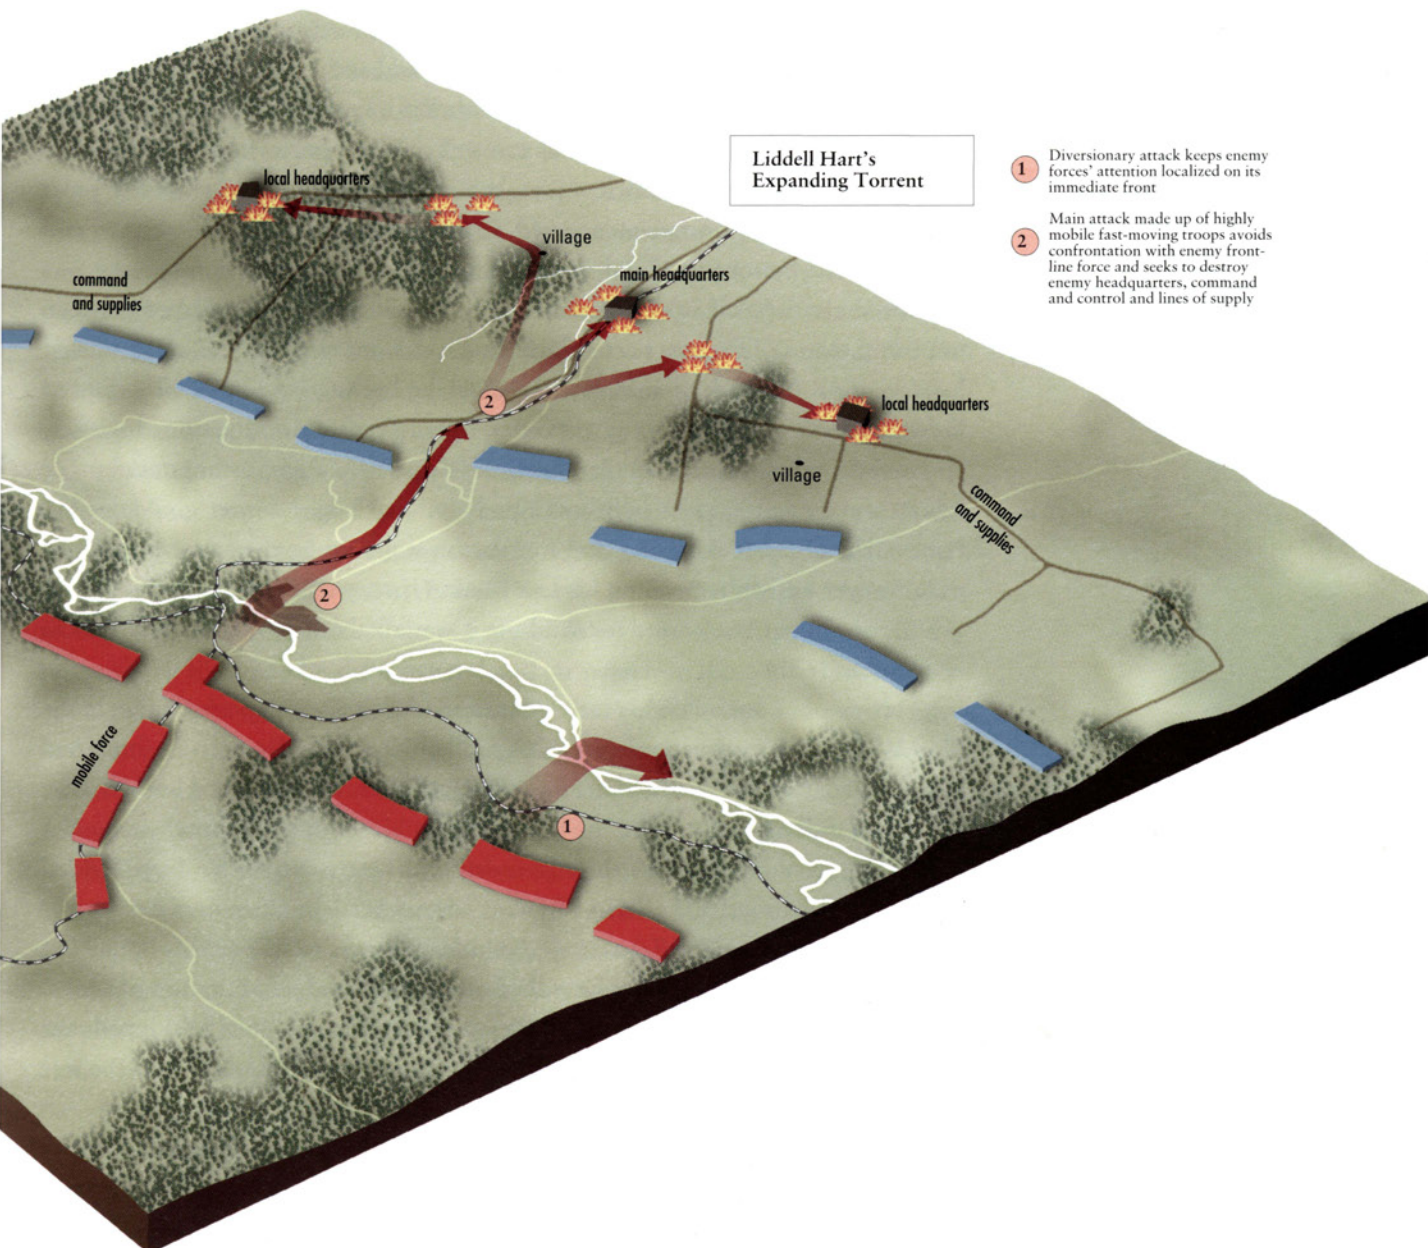 Liddell Hart's
Expanding Torrent
1
Diversionary attack keeps enemy
forces' attention localized on its
immediate front
2
Main attack made up of highly
mobile fast-moving troops avoids
confrontation with enemy front-
line force and seeks to destroy
enemy headquarters, command
and control and lines of supply
local headquarters
village
main headquarters
command
and supplies
2
local headquarters
village
command
and supplies
2
mobile force
1